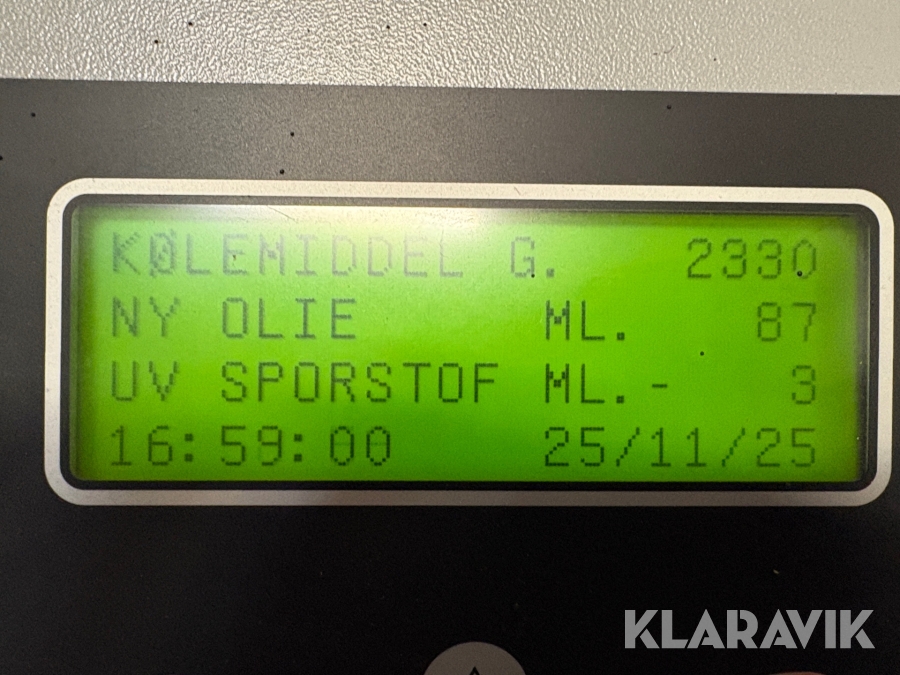 KØLEMIDDEL G. 2330
NY OLIE ML. 87
UV SPORSTOF ML.- 3
16:59:00 25/11/25
KLARAVIK